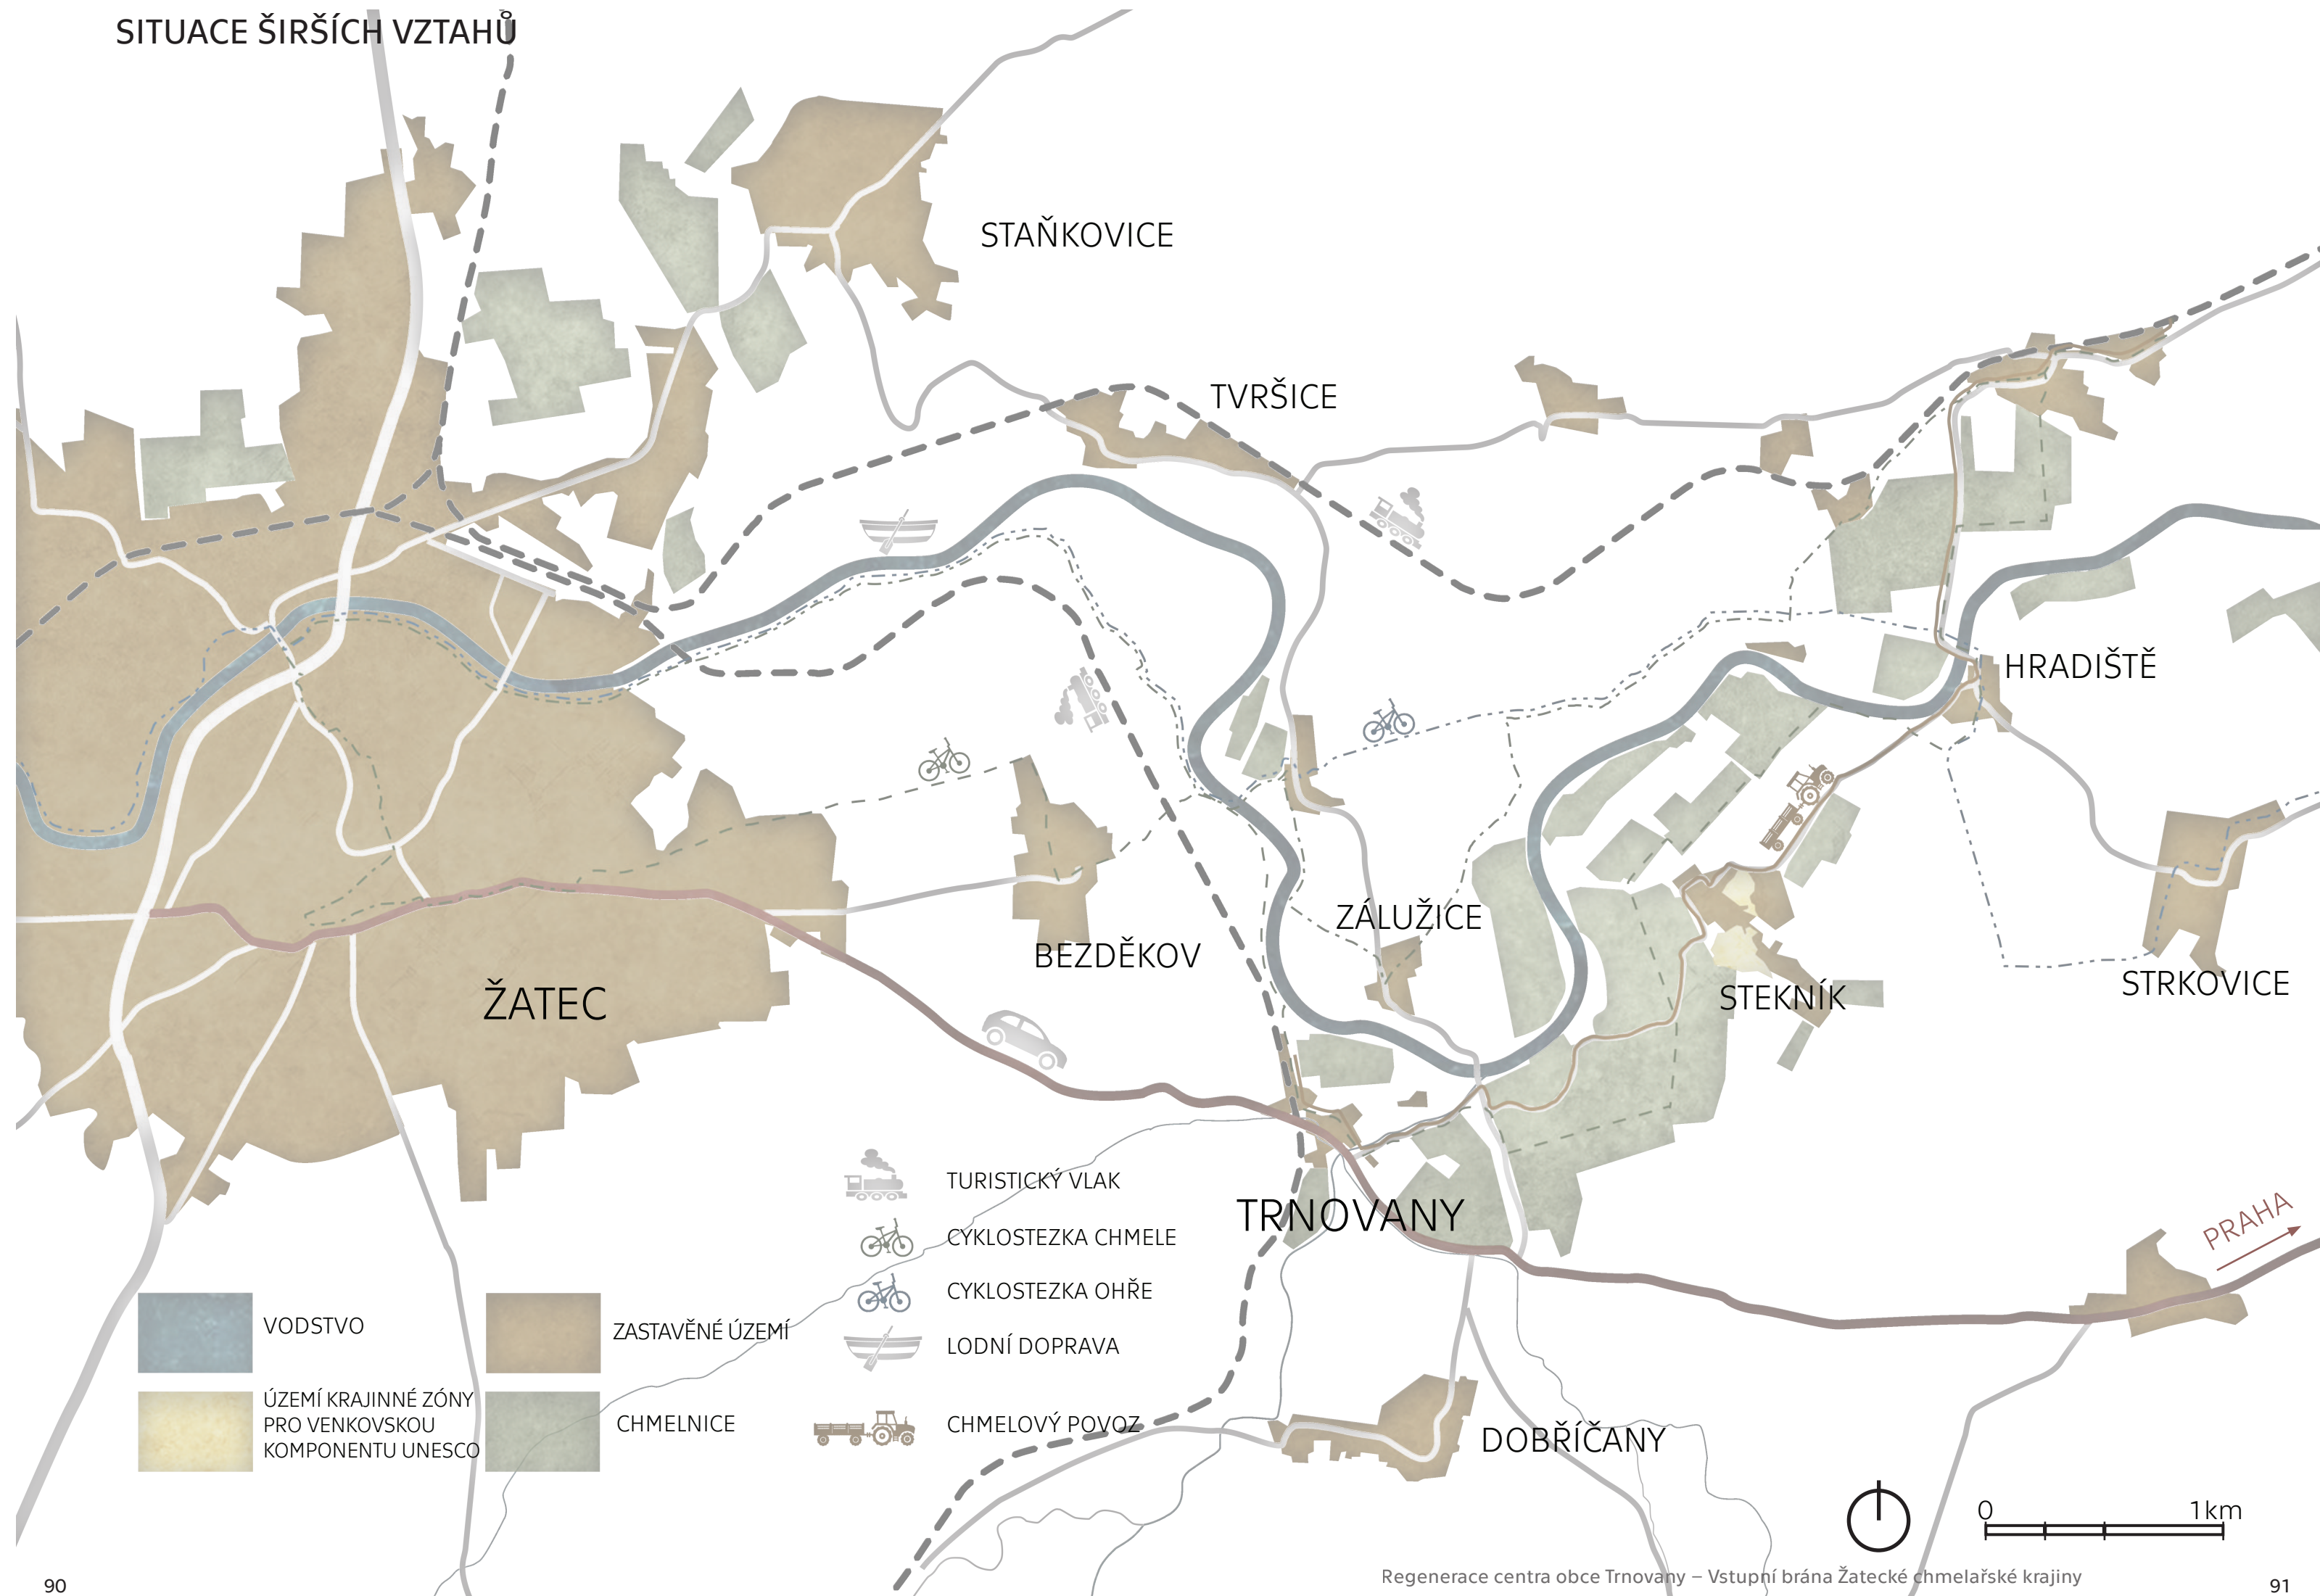 SITUACE ŠIRŠÍCH VZTAHŮ
STAŇKOVICE
TVRŠICE
HRADIŠTĚ
ZÁLUŽICE
BEZDĚKOV
ŽATEC
STEKNÍK
STRKOVICE
TRNOVANY
PRAHA
DOBŘÍČANY
TURISTICKÝ VLAK
CYKLOSTEZKA CHMELE
CYKLOSTEZKA OHŘE
LODNÍ DOPRAVA
CHMELOVÝ POVOZ
VODSTVO
ZASTAVĚNÉ ÚZEMÍ
ÚZEMÍ KRAJINNÉ ZÓNY
PRO VENKOVSKOU
KOMPONENTU UNESCO
CHMELNICE
0 1 km
90
Regenerace centra obce Trnovany – Vstupní brána Žatecké chmelařské krajiny
91